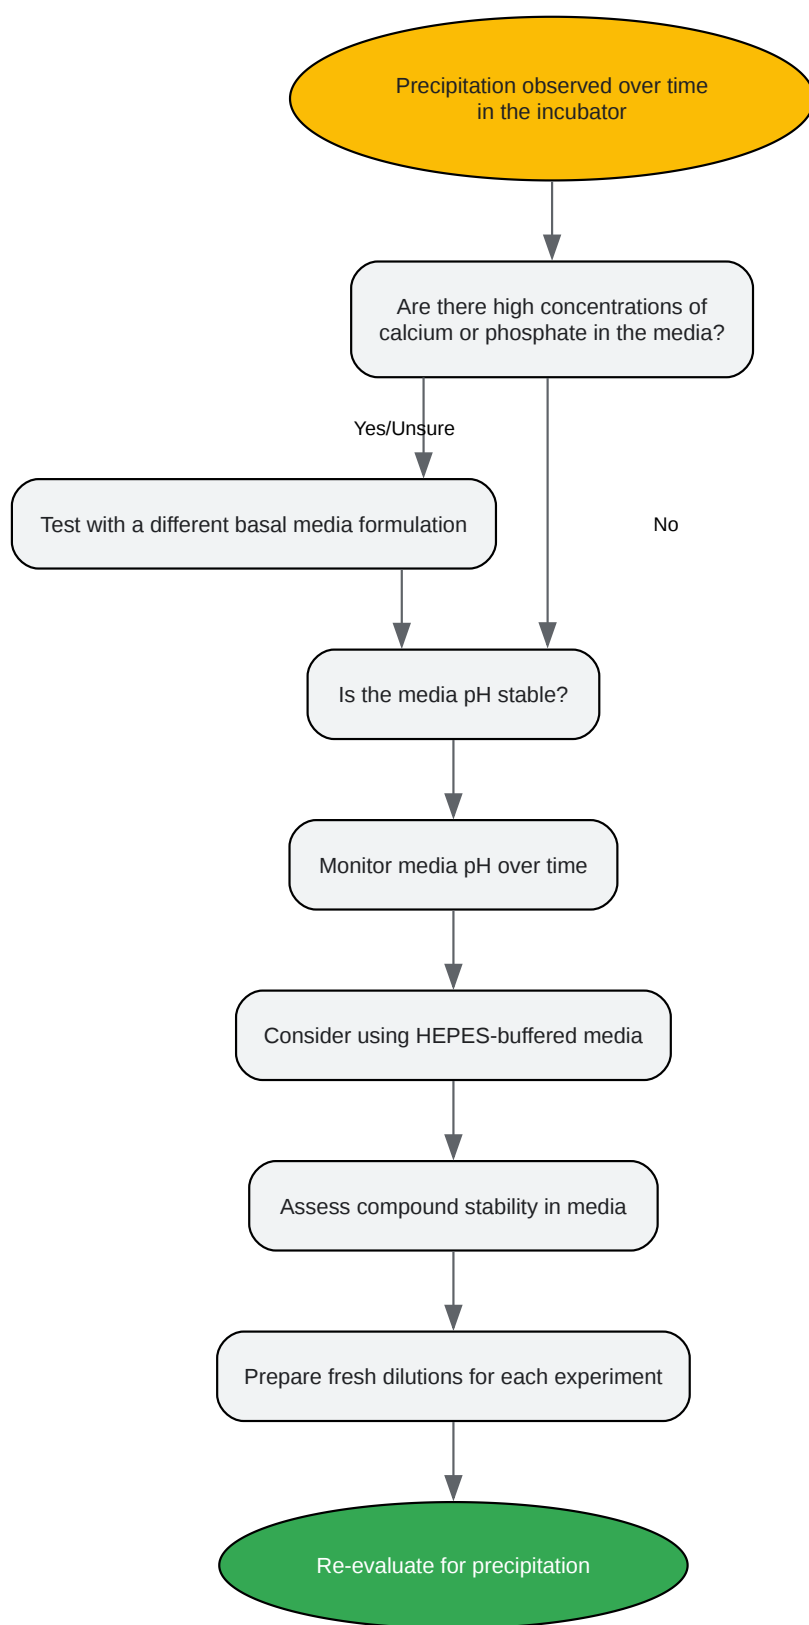 Precipitation observed over time
in the incubator
Are there high concentrations of
calcium or phosphate in the media?
Yes/Unsure
Test with a different basal media formulation
No
Is the media pH stable?
Monitor media pH over time
Consider using HEPES-buffered media
Assess compound stability in media
Prepare fresh dilutions for each experiment
Re-evaluate for precipitation